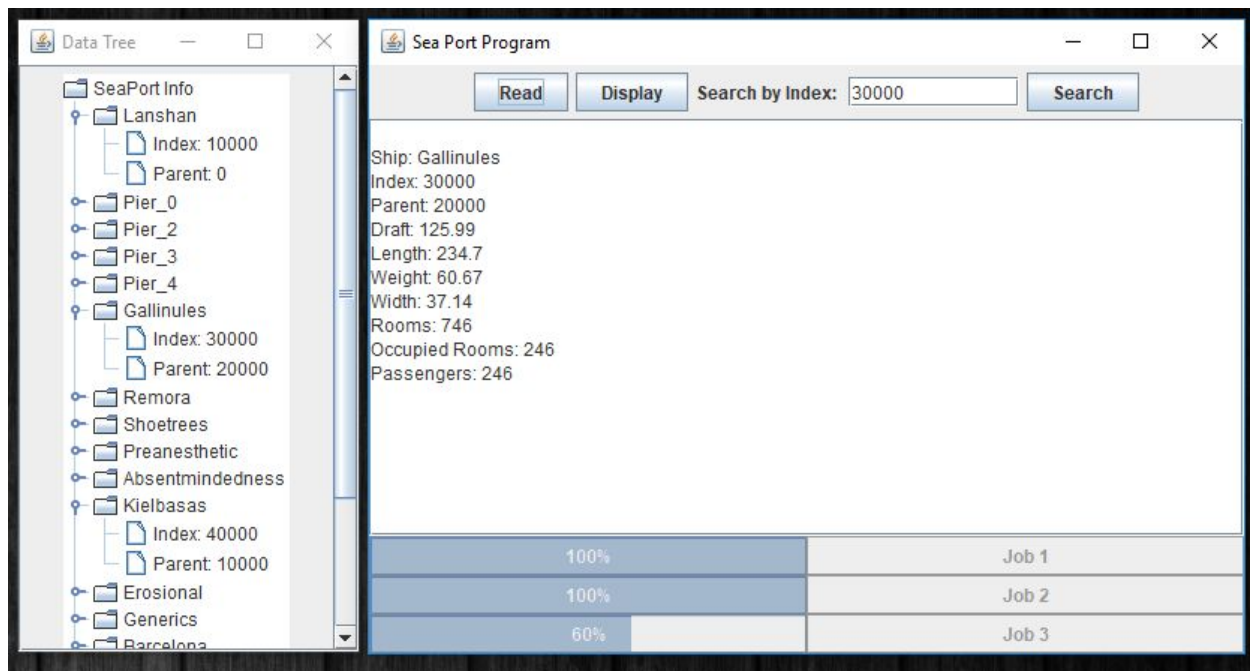 Data Tree
SeaPort Info
Lanshan
Index: 10000
Parent: 0
Pier_0
Pier_2
Pier_3
Pier_4
Gallinules
Index: 30000
Parent: 20000
Remora
Shoetrees
Preanesthetic
Absentmindedness
Kielbasas
Index: 40000
Parent: 10000
Erosional
Generics
Barcelona
Sea Port Program
Read Display Search by Index: 30000 Search
Ship: Gallinules
Index: 30000
Parent: 20000
Draft: 125.99
Length: 234.7
Weight: 60.67
Width: 37.14
Rooms: 746
Occupied Rooms: 246
Passengers: 246
100% Job 1
100% Job 2
60% Job 3